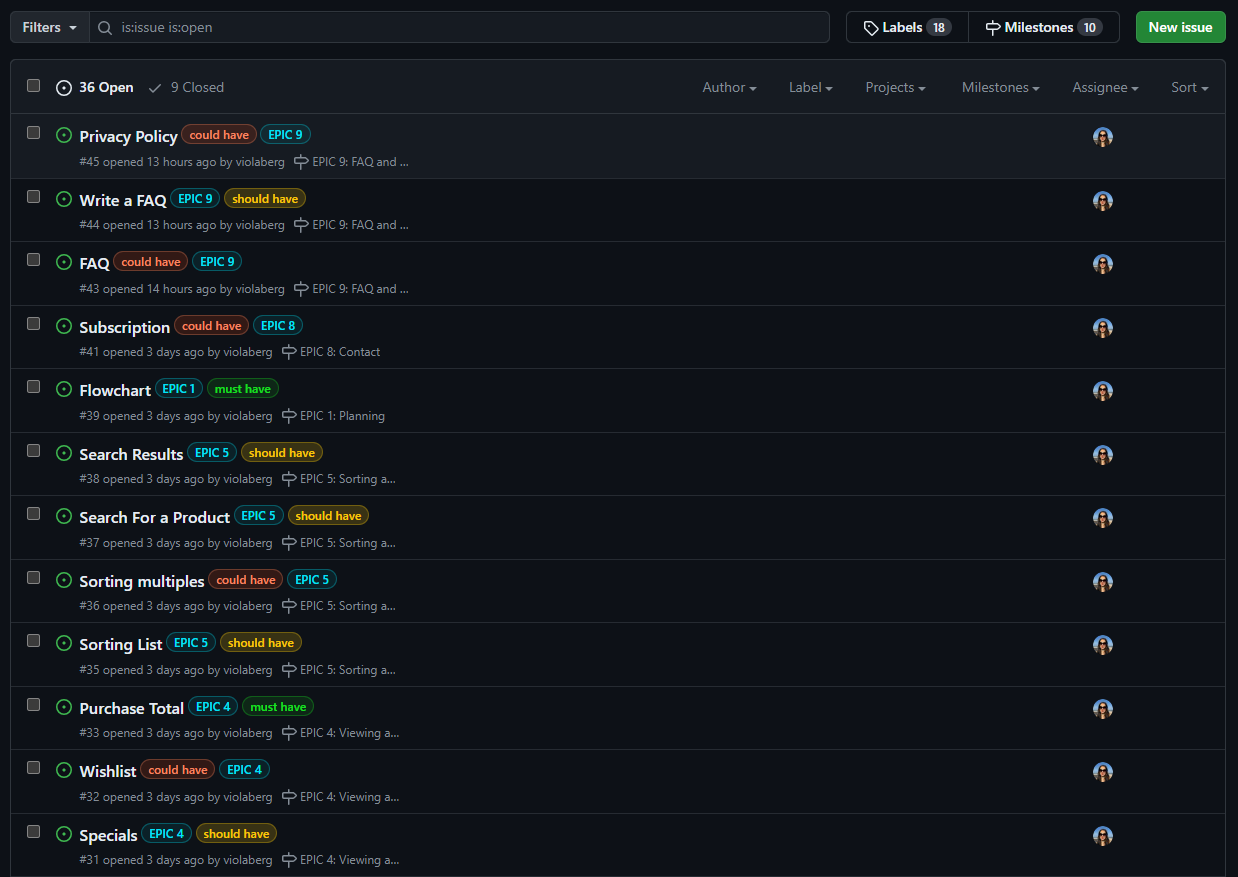 Filters is:issue is:open Labels 18 Milestones 10 New issue
36 Open 9 Closed Author Label Projects Milestones Assignee Sort
Privacy Policy could have EPIC 9
#45 opened 13 hours ago by violaberg EPIC 9: FAQ and ...
Write a FAQ EPIC 9 should have
#44 opened 13 hours ago by violaberg EPIC 9: FAQ and ...
FAQ could have EPIC 9
#43 opened 14 hours ago by violaberg EPIC 9: FAQ and ...
Subscription could have EPIC 8
#41 opened 3 days ago by violaberg EPIC 8: Contact
Flowchart EPIC 1 must have
#39 opened 3 days ago by violaberg EPIC 1: Planning
Search Results EPIC 5 should have
#38 opened 3 days ago by violaberg EPIC 5: Sorting a...
Search For a Product EPIC 5 should have
#37 opened 3 days ago by violaberg EPIC 5: Sorting a...
Sorting multiples could have EPIC 5
#36 opened 3 days ago by violaberg EPIC 5: Sorting a...
Sorting List EPIC 5 should have
#35 opened 3 days ago by violaberg EPIC 5: Sorting a...
Purchase Total EPIC 4 must have
#33 opened 3 days ago by violaberg EPIC 4: Viewing a...
Wishlist could have EPIC 4
#32 opened 3 days ago by violaberg EPIC 4: Viewing a...
Specials EPIC 4 should have
#31 opened 3 days ago by violaberg EPIC 4: Viewing a...